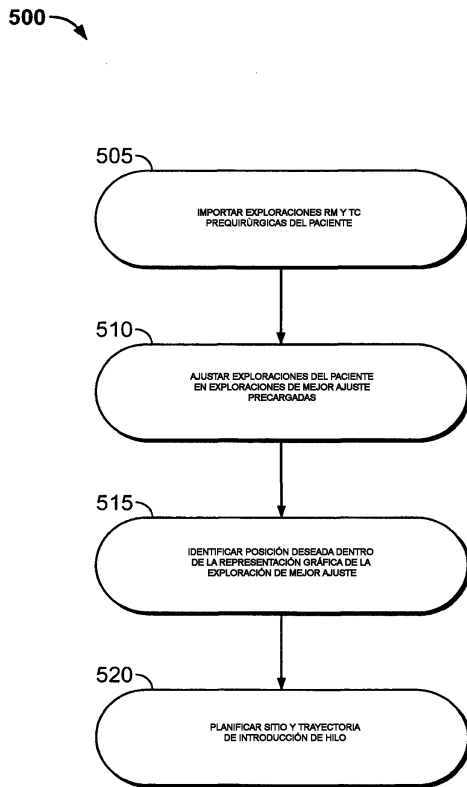 500
505
IMPORTAR EXPLORACIONES RM Y TC
PREQUIRÚRGICAS DEL PACIENTE
510
AJUSTAR EXPLORACIONES DEL PACIENTE
EN EXPLORACIONES DE MEJOR AJUSTE
PRECARGADAS
515
IDENTIFICAR POSICIÓN DESEADA DENTRO
DE LA REPRESENTACIÓN GRÁFICA DE LA
EXPLORACIÓN DE MEJOR AJUSTE
520
PLANIFICAR SITIO Y TRAYECTORIA
DE INTRODUCCIÓN DE HILO